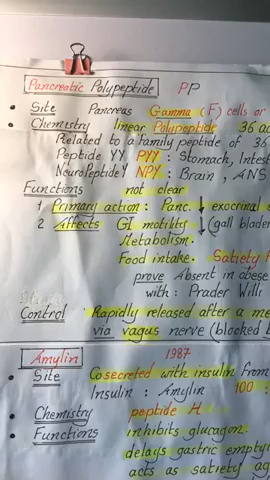 Pancreatic Polypeptide PP
• Site Pancreas Gamma (F) cells or
• Chemistry linear Polypeptide 36 ac
Related to a family peptide of 36
Peptide YY PYY : Stomach, Intest
NeuroPeptide Y NPY : Brain, ANS
Functions not clear
1 Primary action : Panc. ↓ exocrinal s
2 Affects GI motility ↓ (gall blader
Metabolism.
Food intake. Satiety
prove Absent in obese
with : Prader Willi
Control Rapidly released after a me
via vagus nerve (blocked b
Amylin 1987
• Site Cosecreted with insulin from
Insulin : Amylin 100 :
• Chemistry peptide H
• Functions inhibits glucagon.
delays gastric empty
acts as satiety ag